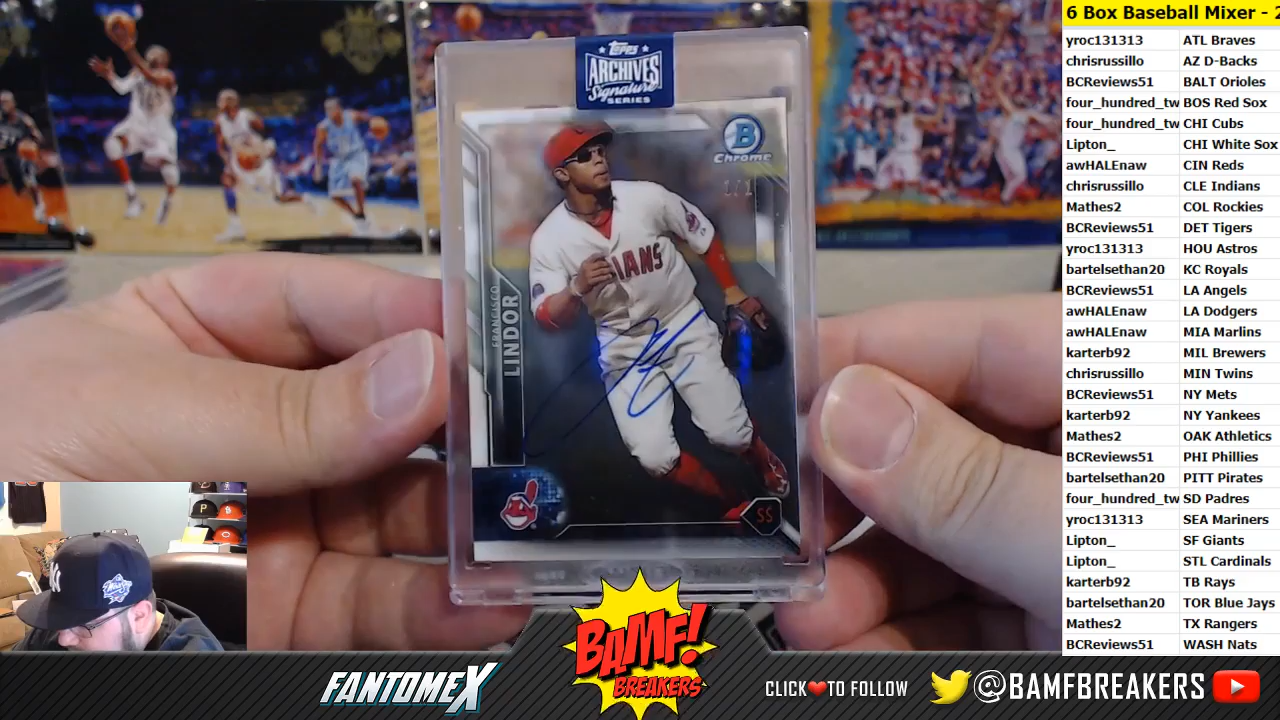 6 Box Baseball Mixer - 2
yroc131313 ATL Braves
chrisrussillo AZ D-Backs
BCReviews51 BALT Orioles
four_hundred_tw BOS Red Sox
four_hundred_tw CHI Cubs
Lipton_ CHI White Sox
awHALEnaw CIN Reds
chrisrussillo CLE Indians
Mathes2 COL Rockies
BCReviews51 DET Tigers
yroc131313 HOU Astros
bartelsethan20 KC Royals
BCReviews51 LA Angels
awHALEnaw LA Dodgers
awHALEnaw MIA Marlins
karterb92 MIL Brewers
chrisrussillo MIN Twins
BCReviews51 NY Mets
karterb92 NY Yankees
Mathes2 OAK Athletics
BCReviews51 PHI Phillies
bartelsethan20 PITT Pirates
four_hundred_tw SD Padres
yroc131313 SEA Mariners
Lipton_ SF Giants
Lipton_ STL Cardinals
karterb92 TB Rays
bartelsethan20 TOR Blue Jays
Mathes2 TX Rangers
BCReviews51 WASH Nats
Topps
ARCHIVES
Signature
SERIES
B
Chrome
1/1
IANS
FRANCISCO
LINDOR
SS
P
C
NY
FANTOMEX
BAMF!
BREAKERS
CLICK TO FOLLOW
@BAMFBREAKERS